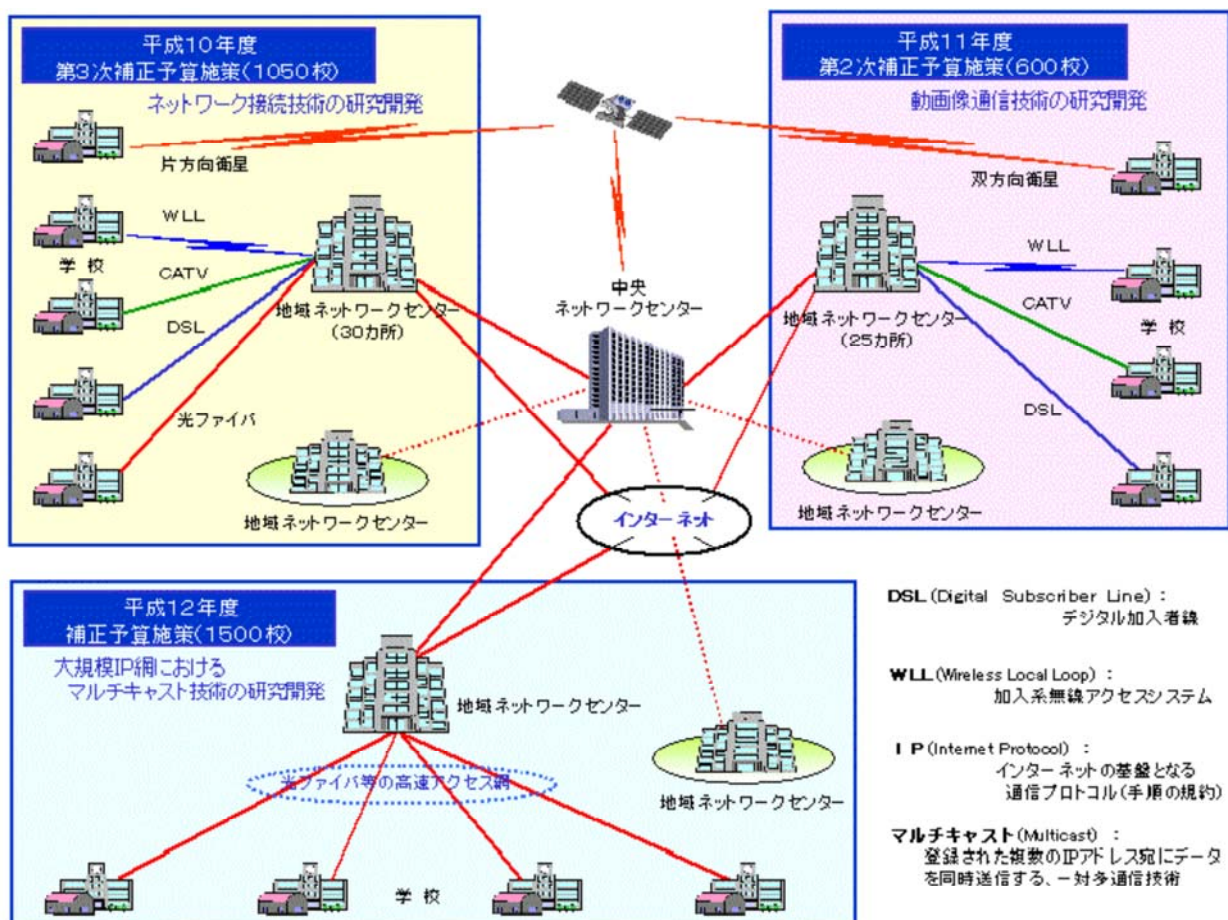 平成10年度
第3次補正予算施策(1050校)
ネットワーク接続技術の研究開発
片方向衛星
WLL
学 校
CATV
DSL
光ファイバ
地域ネットワークセンター
(30カ所)
地域ネットワークセンター
中央
ネットワークセンター
インターネット
平成11年度
第2次補正予算施策(600校)
動画像通信技術の研究開発
双方向衛星
WLL
CATV
学 校
DSL
地域ネットワークセンター
(25カ所)
地域ネットワークセンター
平成12年度
補正予算施策(1500校)
大規模IP網における
マルチキャスト技術の研究開発
地域ネットワークセンター
光ファイバ等の高速アクセス網
地域ネットワークセンター
学 校
DSL(Digital Subscriber Line) :
デジタル加入者線
WLL(Wireless Local Loop) :
加入系無線アクセスシステム
I P(Internet Protocol) :
インターネットの基盤となる
通信プロトコル(手順の規約)
マルチキャスト(Multicast) :
登録された複数のIPアドレス宛にデータ
を同時送信する、一対多通信技術